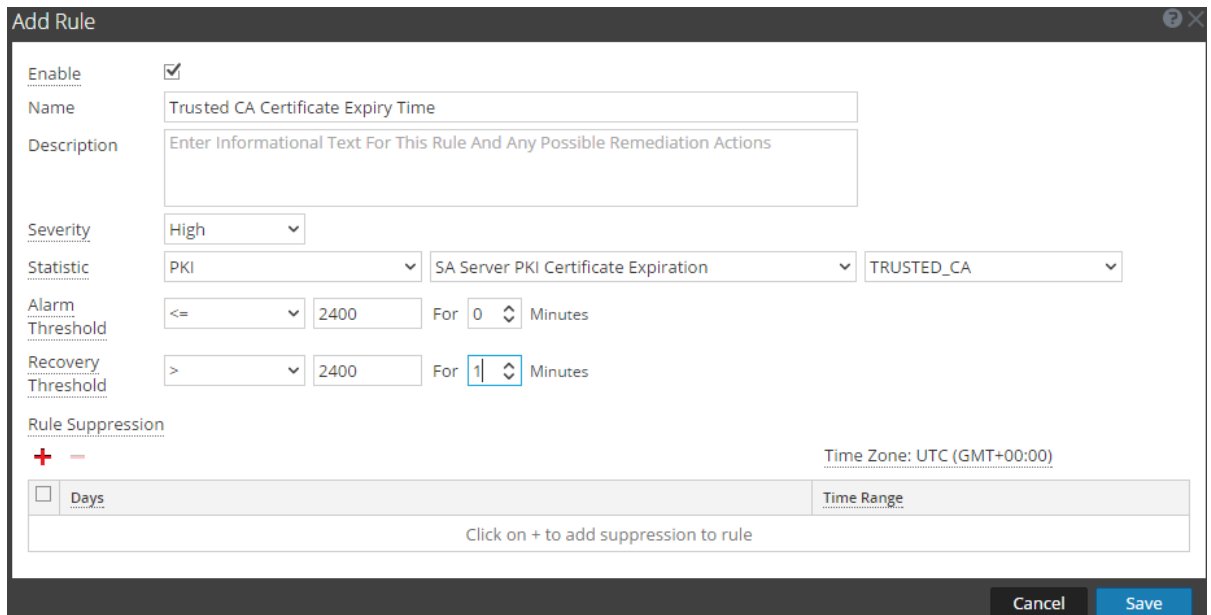 Add Rule
Enable
Name Trusted CA Certificate Expiry Time
Description Enter Informational Text For This Rule And Any Possible Remediation Actions
Severity High
Statistic PKI SA Server PKI Certificate Expiration TRUSTED_CA
Alarm
Threshold <= 2400 For 0 Minutes
Recovery
Threshold > 2400 For 1 Minutes
Rule Suppression
Time Zone: UTC (GMT+00:00)
Days Time Range
Click on + to add suppression to rule
Cancel Save